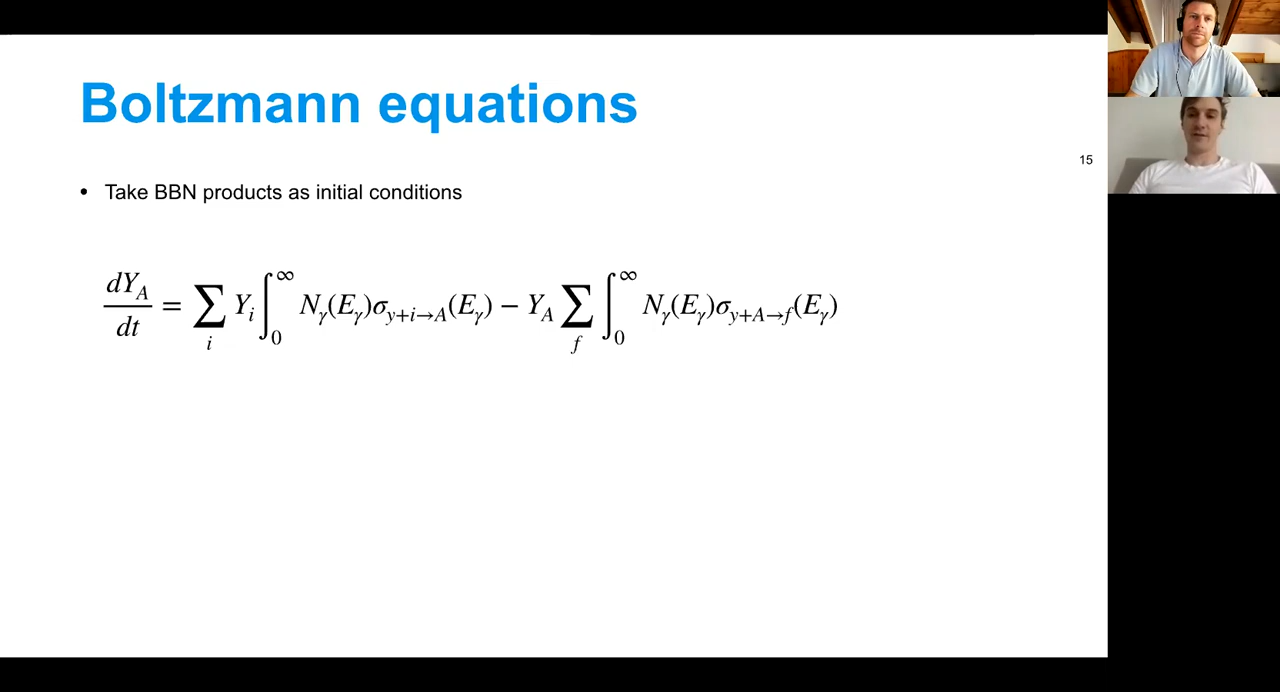 Boltzmann equations
15
• Take BBN products as initial conditions
dY_A/dt = ∑_i Y_i ∫_0^∞ N_γ(E_γ)σ_{y+i→A}(E_γ) − Y_A ∑_f ∫_0^∞ N_γ(E_γ)σ_{y+A→f}(E_γ)